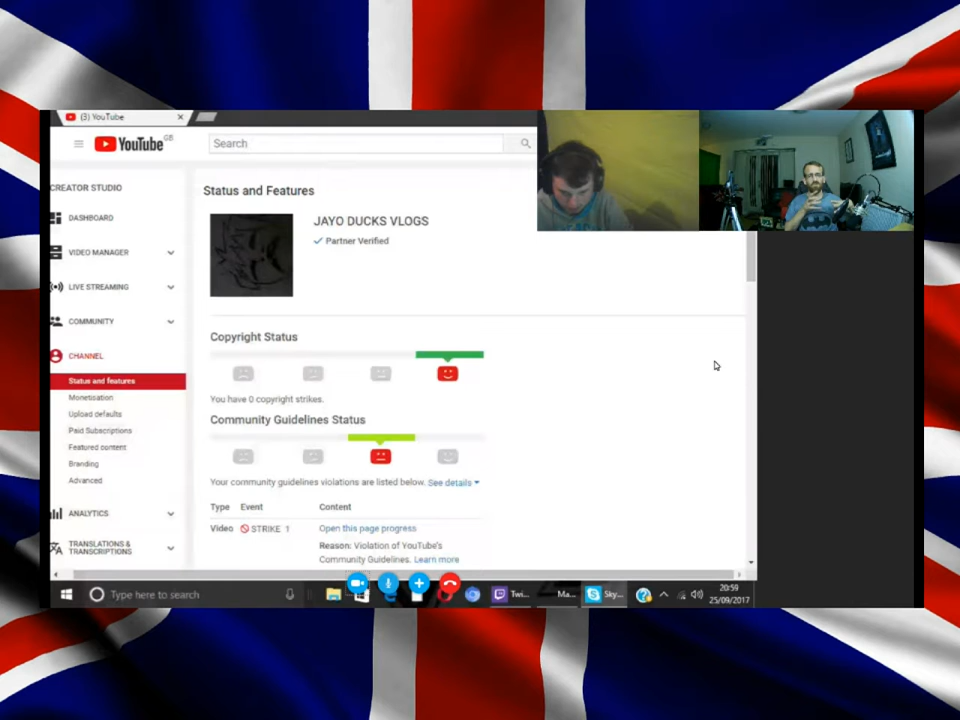 (3) YouTube
YouTube GB
Search
CREATOR STUDIO
Status and Features
DASHBOARD
JAYO DUCKS VLOGS
Partner Verified
VIDEO MANAGER
LIVE STREAMING
COMMUNITY
Copyright Status
CHANNEL
Status and features
Monetisation
You have 0 copyright strikes.
Upload defaults
Community Guidelines Status
Paid Subscriptions
Featured content
Branding
Advanced
Your community guidelines violations are listed below. See details
Type Event Content
ANALYTICS
Video STRIKE 1 Open this page progress
Reason: Violation of YouTube's
Community Guidelines. Learn more
TRANSLATIONS &
TRANSCRIPTIONS
Type here to search
Twi...
Ma...
Sky...
20:59
25/09/2017